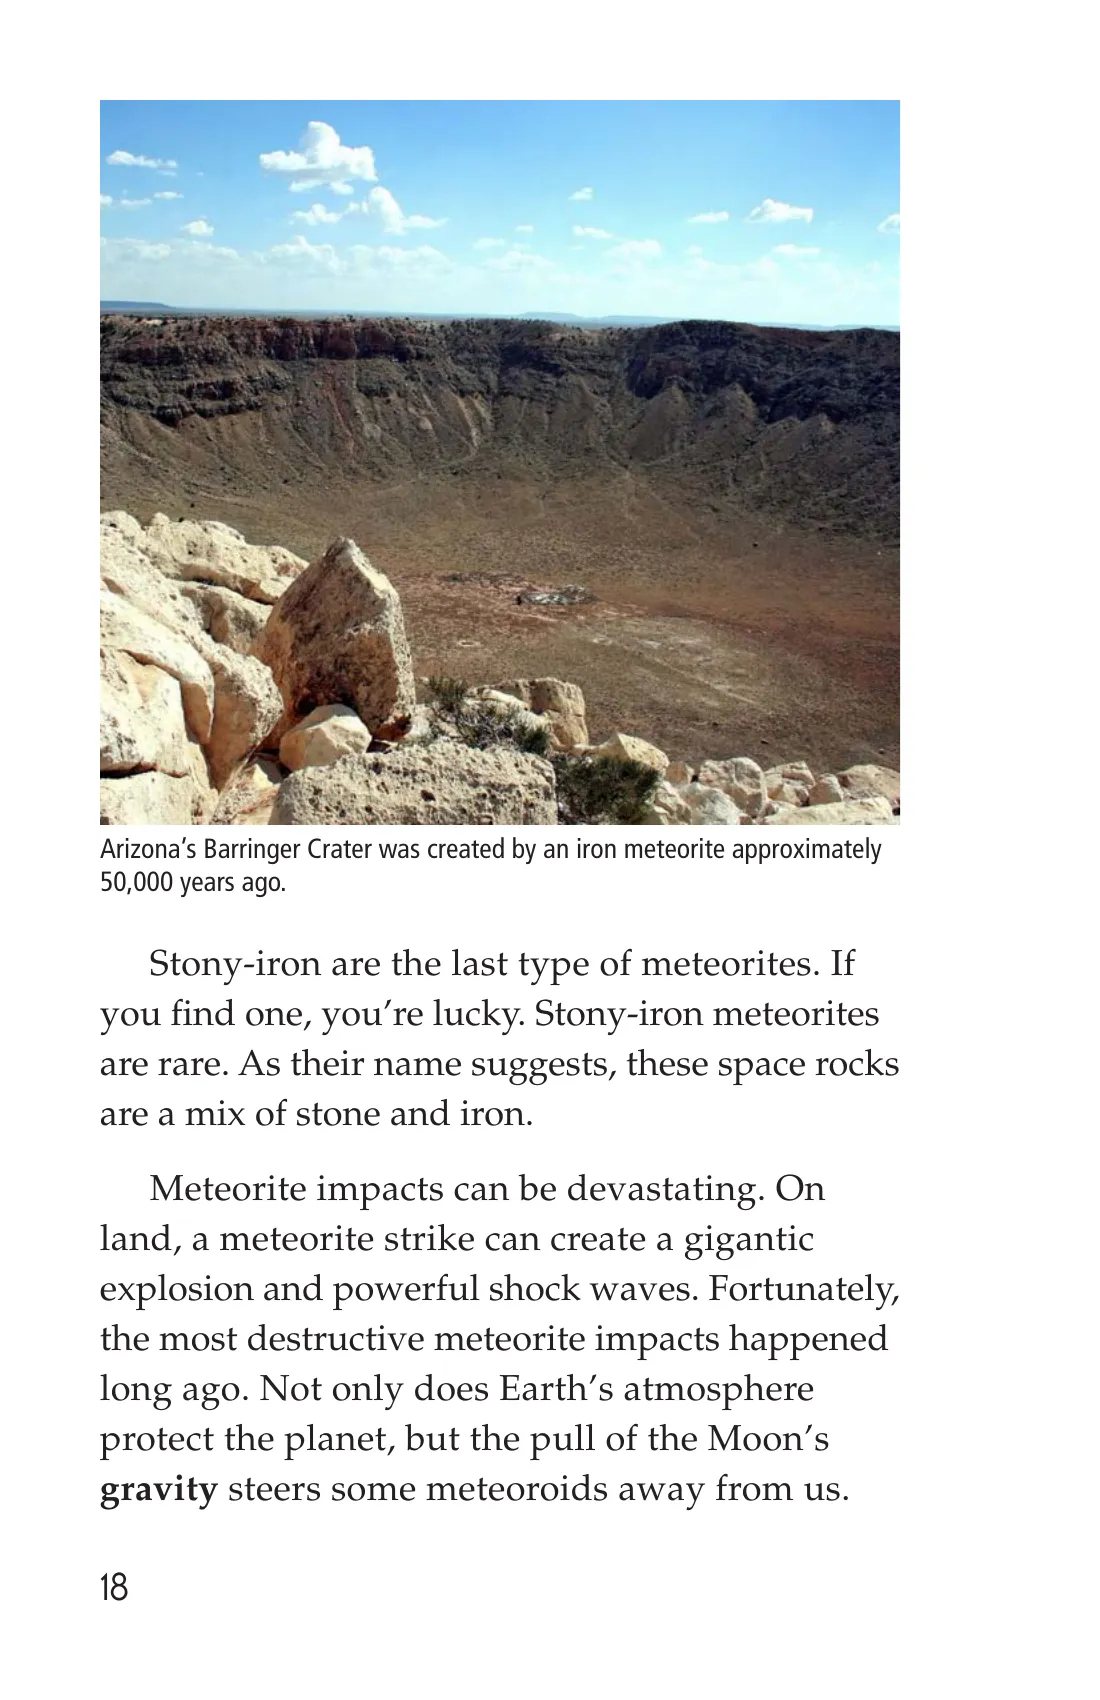 Arizona’s Barringer Crater was created by an iron meteorite approximately
50,000 years ago.
Stony-iron are the last type of meteorites. If
you find one, you’re lucky. Stony-iron meteorites
are rare. As their name suggests, these space rocks
are a mix of stone and iron.
Meteorite impacts can be devastating. On
land, a meteorite strike can create a gigantic
explosion and powerful shock waves. Fortunately,
the most destructive meteorite impacts happened
long ago. Not only does Earth’s atmosphere
protect the planet, but the pull of the Moon’s
gravity steers some meteoroids away from us.
18